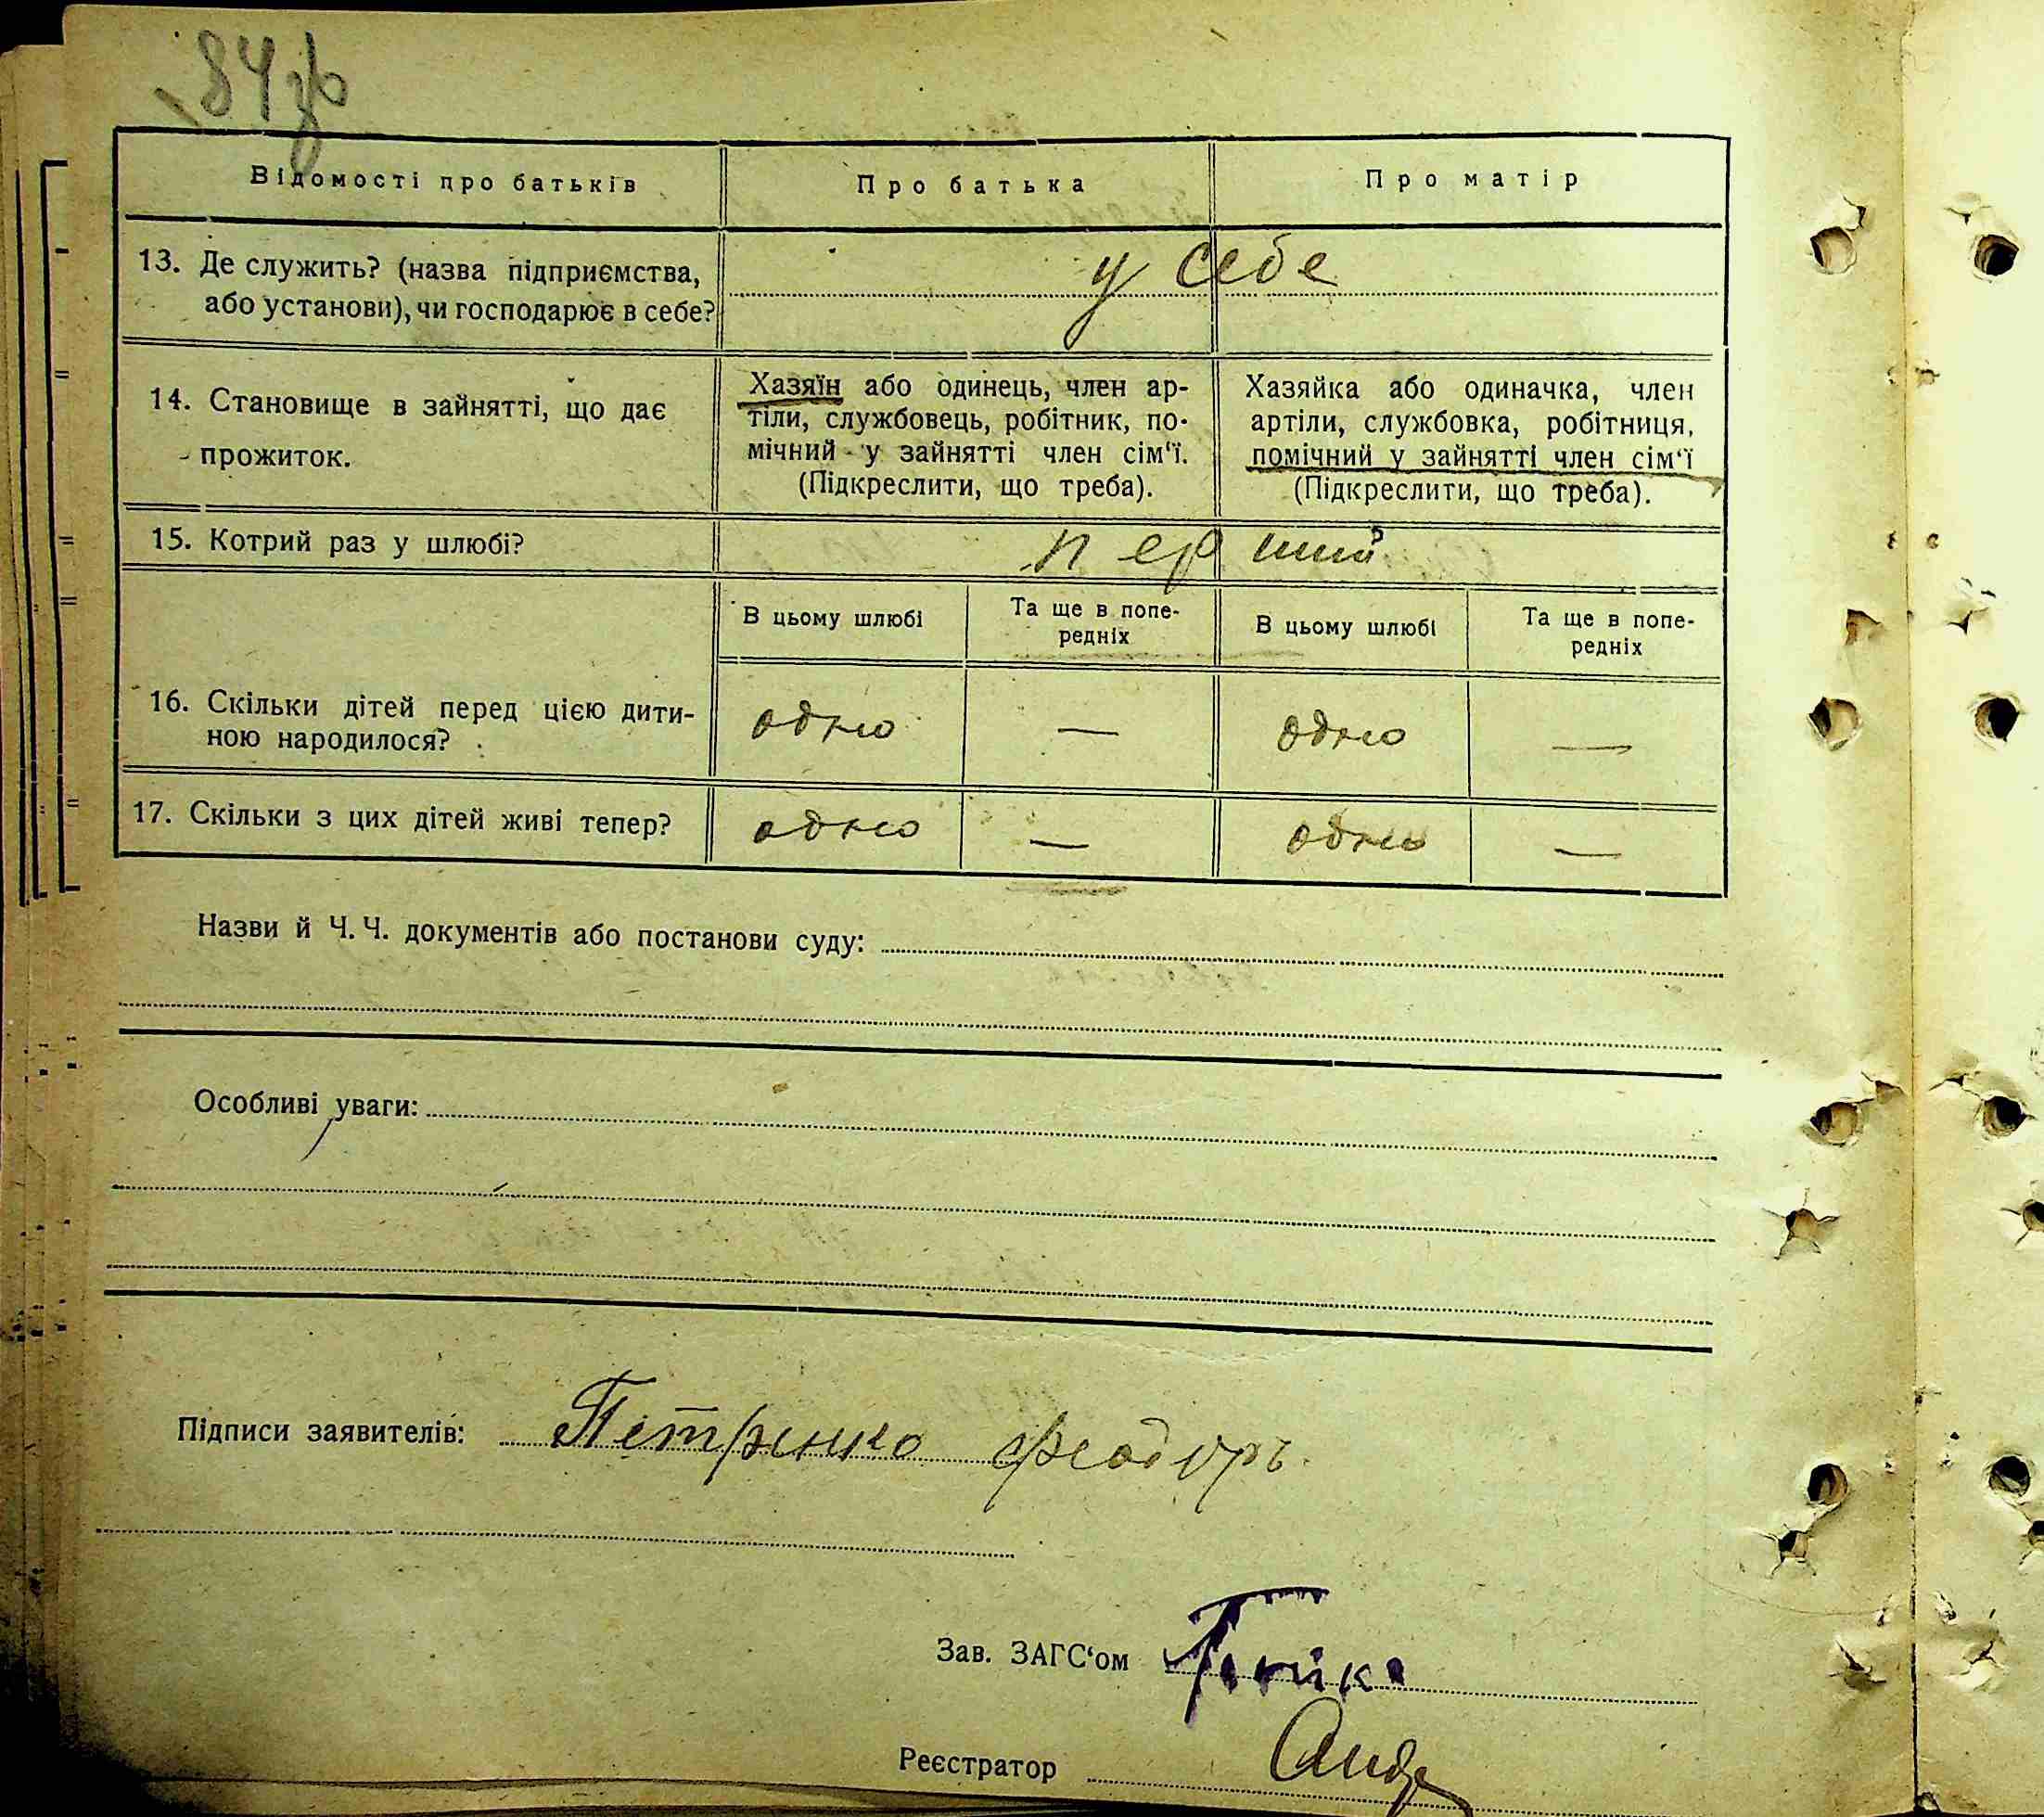 84 зв
Відомості про батьків
Про батька
Про матір
13. Де служить? (назва підприємства,
або установи), чи господарює в себе?
у себе
14. Становище в зайнятті, що дає
прожиток.
Хазяїн або одинець, член ар-
тіли, службовець, робітник, по-
мічний у зайнятті член сім'ї.
(Підкреслити, що треба).
Хазяйка або одиначка, член
артіли, службовка, робітниця,
помічний у зайнятті член сім'ї
(Підкреслити, що треба).
15. Котрий раз у шлюбі?
перший
В цьому шлюбі
Та ще в попе-
редніх
В цьому шлюбі
Та ще в попе-
редніх
16. Скільки дітей перед цією дити-
ною народилося?
одно — одно —
17. Скільки з цих дітей живі тепер?
одно — одно —
Назви й Ч. Ч. документів або постанови суду:
Особливі уваги:
Підписи заявителів: Петренко Феодоръ
Зав. ЗАГС'ом
Реєстратор